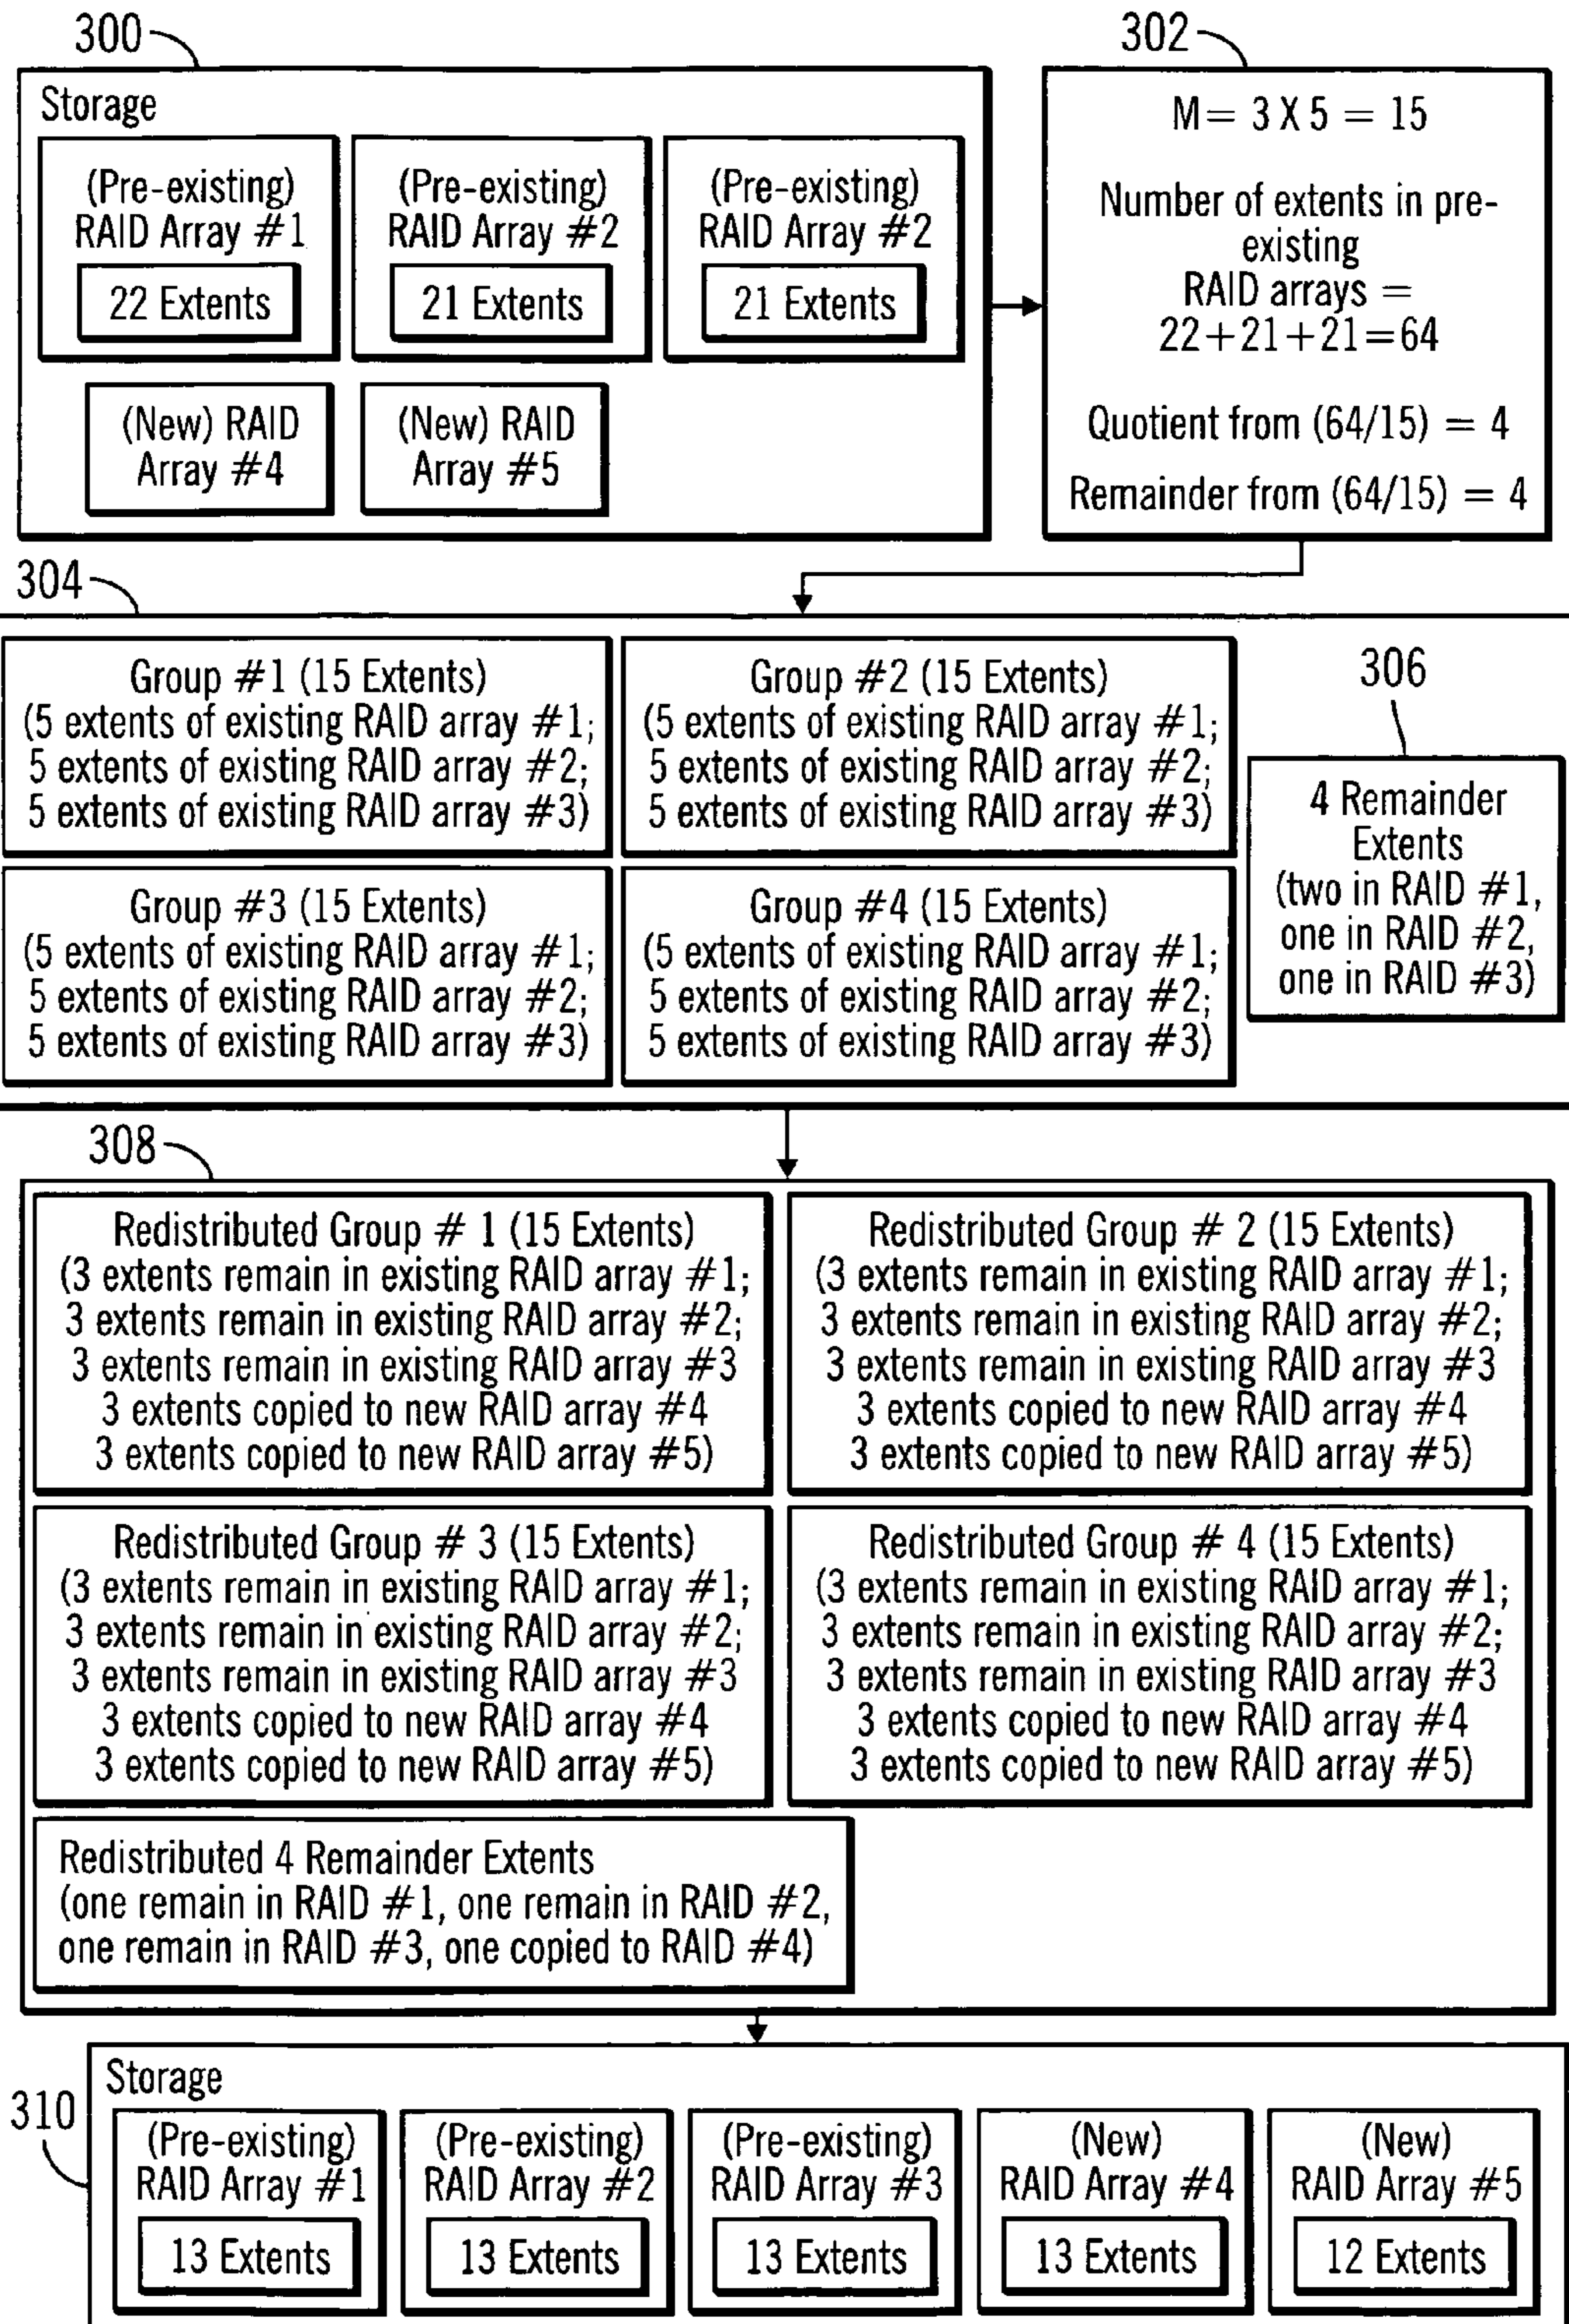 300
Storage
(Pre-existing)
RAID Array #1
22 Extents
(Pre-existing)
RAID Array #2
21 Extents
(Pre-existing)
RAID Array #2
21 Extents
(New) RAID
Array #4
(New) RAID
Array #5
302
M= 3 X 5 = 15
Number of extents in pre-
existing
RAID arrays =
22+21+21=64
Quotient from (64/15) = 4
Remainder from (64/15) = 4
304
Group #1 (15 Extents)
(5 extents of existing RAID array #1;
5 extents of existing RAID array #2;
5 extents of existing RAID array #3)
Group #2 (15 Extents)
(5 extents of existing RAID array #1;
5 extents of existing RAID array #2;
5 extents of existing RAID array #3)
Group #3 (15 Extents)
(5 extents of existing RAID array #1;
5 extents of existing RAID array #2;
5 extents of existing RAID array #3)
Group #4 (15 Extents)
(5 extents of existing RAID array #1;
5 extents of existing RAID array #2;
5 extents of existing RAID array #3)
306
4 Remainder
Extents
(two in RAID #1,
one in RAID #2,
one in RAID #3)
308
Redistributed Group # 1 (15 Extents)
(3 extents remain in existing RAID array #1;
3 extents remain in existing RAID array #2;
3 extents remain in existing RAID array #3
3 extents copied to new RAID array #4
3 extents copied to new RAID array #5)
Redistributed Group # 2 (15 Extents)
(3 extents remain in existing RAID array #1;
3 extents remain in existing RAID array #2;
3 extents remain in existing RAID array #3
3 extents copied to new RAID array #4
3 extents copied to new RAID array #5)
Redistributed Group # 3 (15 Extents)
(3 extents remain in existing RAID array #1;
3 extents remain in existing RAID array #2;
3 extents remain in existing RAID array #3
3 extents copied to new RAID array #4
3 extents copied to new RAID array #5)
Redistributed Group # 4 (15 Extents)
(3 extents remain in existing RAID array #1;
3 extents remain in existing RAID array #2;
3 extents remain in existing RAID array #3
3 extents copied to new RAID array #4
3 extents copied to new RAID array #5)
Redistributed 4 Remainder Extents
(one remain in RAID #1, one remain in RAID #2,
one remain in RAID #3, one copied to RAID #4)
310
Storage
(Pre-existing)
RAID Array #1
13 Extents
(Pre-existing)
RAID Array #2
13 Extents
(Pre-existing)
RAID Array #3
13 Extents
(New)
RAID Array #4
13 Extents
(New)
RAID Array #5
12 Extents